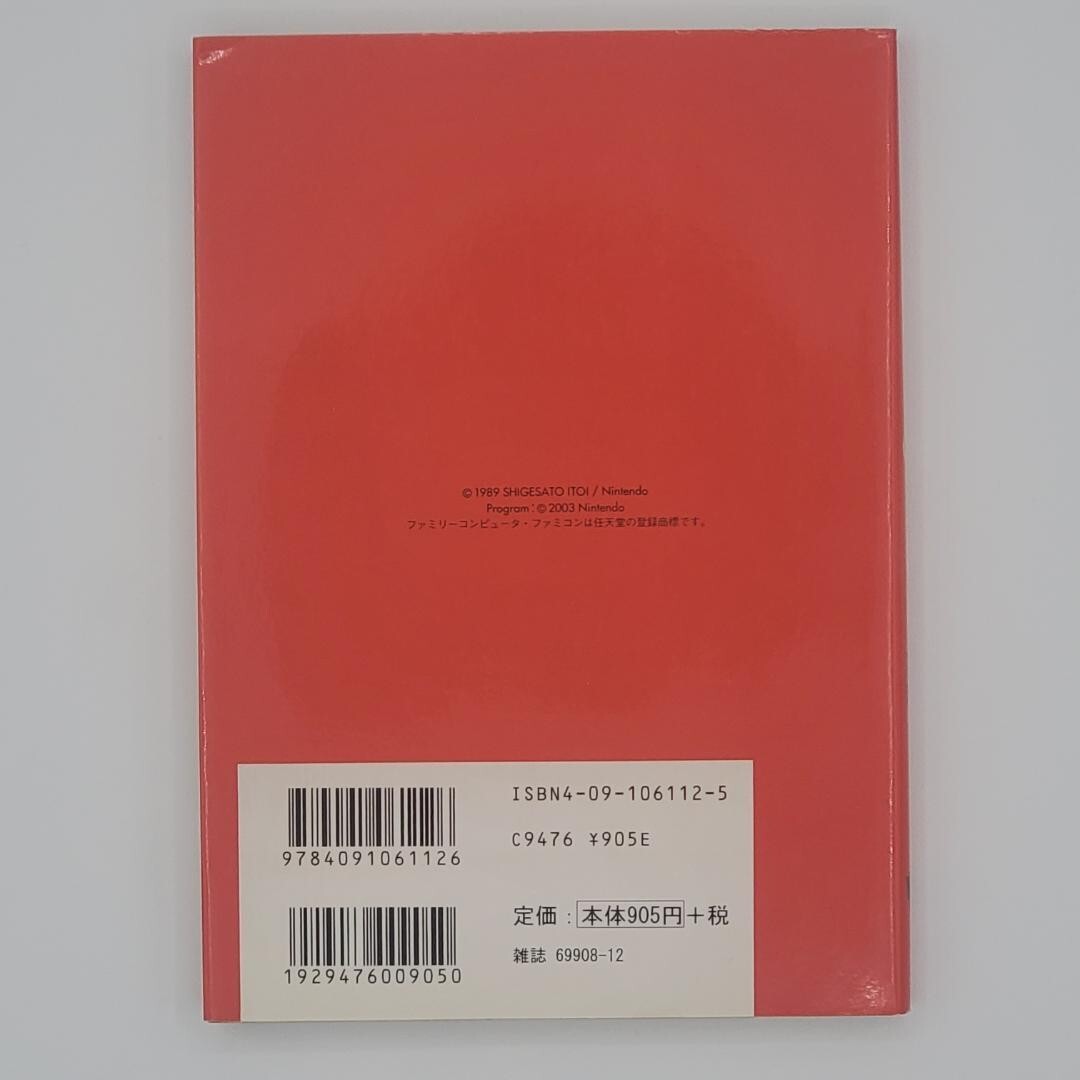 © 1989 SHIGESATO ITOI / Nintendo
Program: © 2003 Nintendo
ファミリーコンピュータ・ファミコンは任天堂の登録商標です。
ISBN4-09-106112-5
C9476 ¥905E
9784091061126
定価：本体905円＋税
雑誌 69908-12
1929476009050